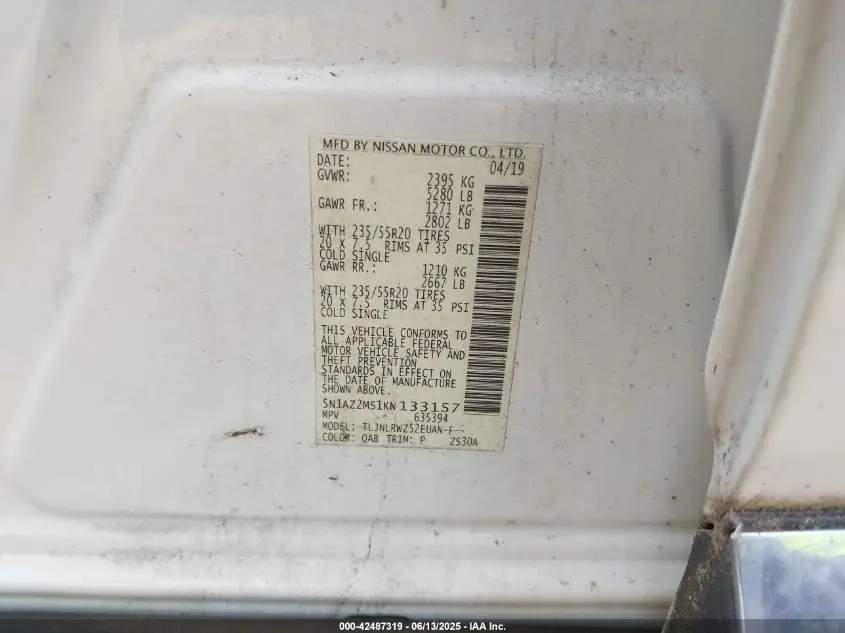 MFD BY NISSAN MOTOR CO., LTD.
DATE: 04/19
GVWR: 2395 KG
5280 LB
GAWR FR.: 1271 KG
2802 LB
WITH 235/55R20 TIRES
20 X 7.5 RIMS AT 35 PSI
COLD SINGLE
GAWR RR.: 1210 KG
2667 LB
WITH 235/55R20 TIRES
20 X 7.5 RIMS AT 35 PSI
COLD SINGLE
THIS VEHICLE CONFORMS TO
ALL APPLICABLE FEDERAL
MOTOR VEHICLE SAFETY AND
THEFT PREVENTION
STANDARDS IN EFFECT ON
THE DATE OF MANUFACTURE
SHOWN ABOVE.
5N1AZ2MS1KN133157
MPV 635394
MODEL: TLJNLRWZ52EUAN-F--
COLOR: QAB TRIM: P ZS30A
000-42487319 - 06/13/2025 - IAA Inc.